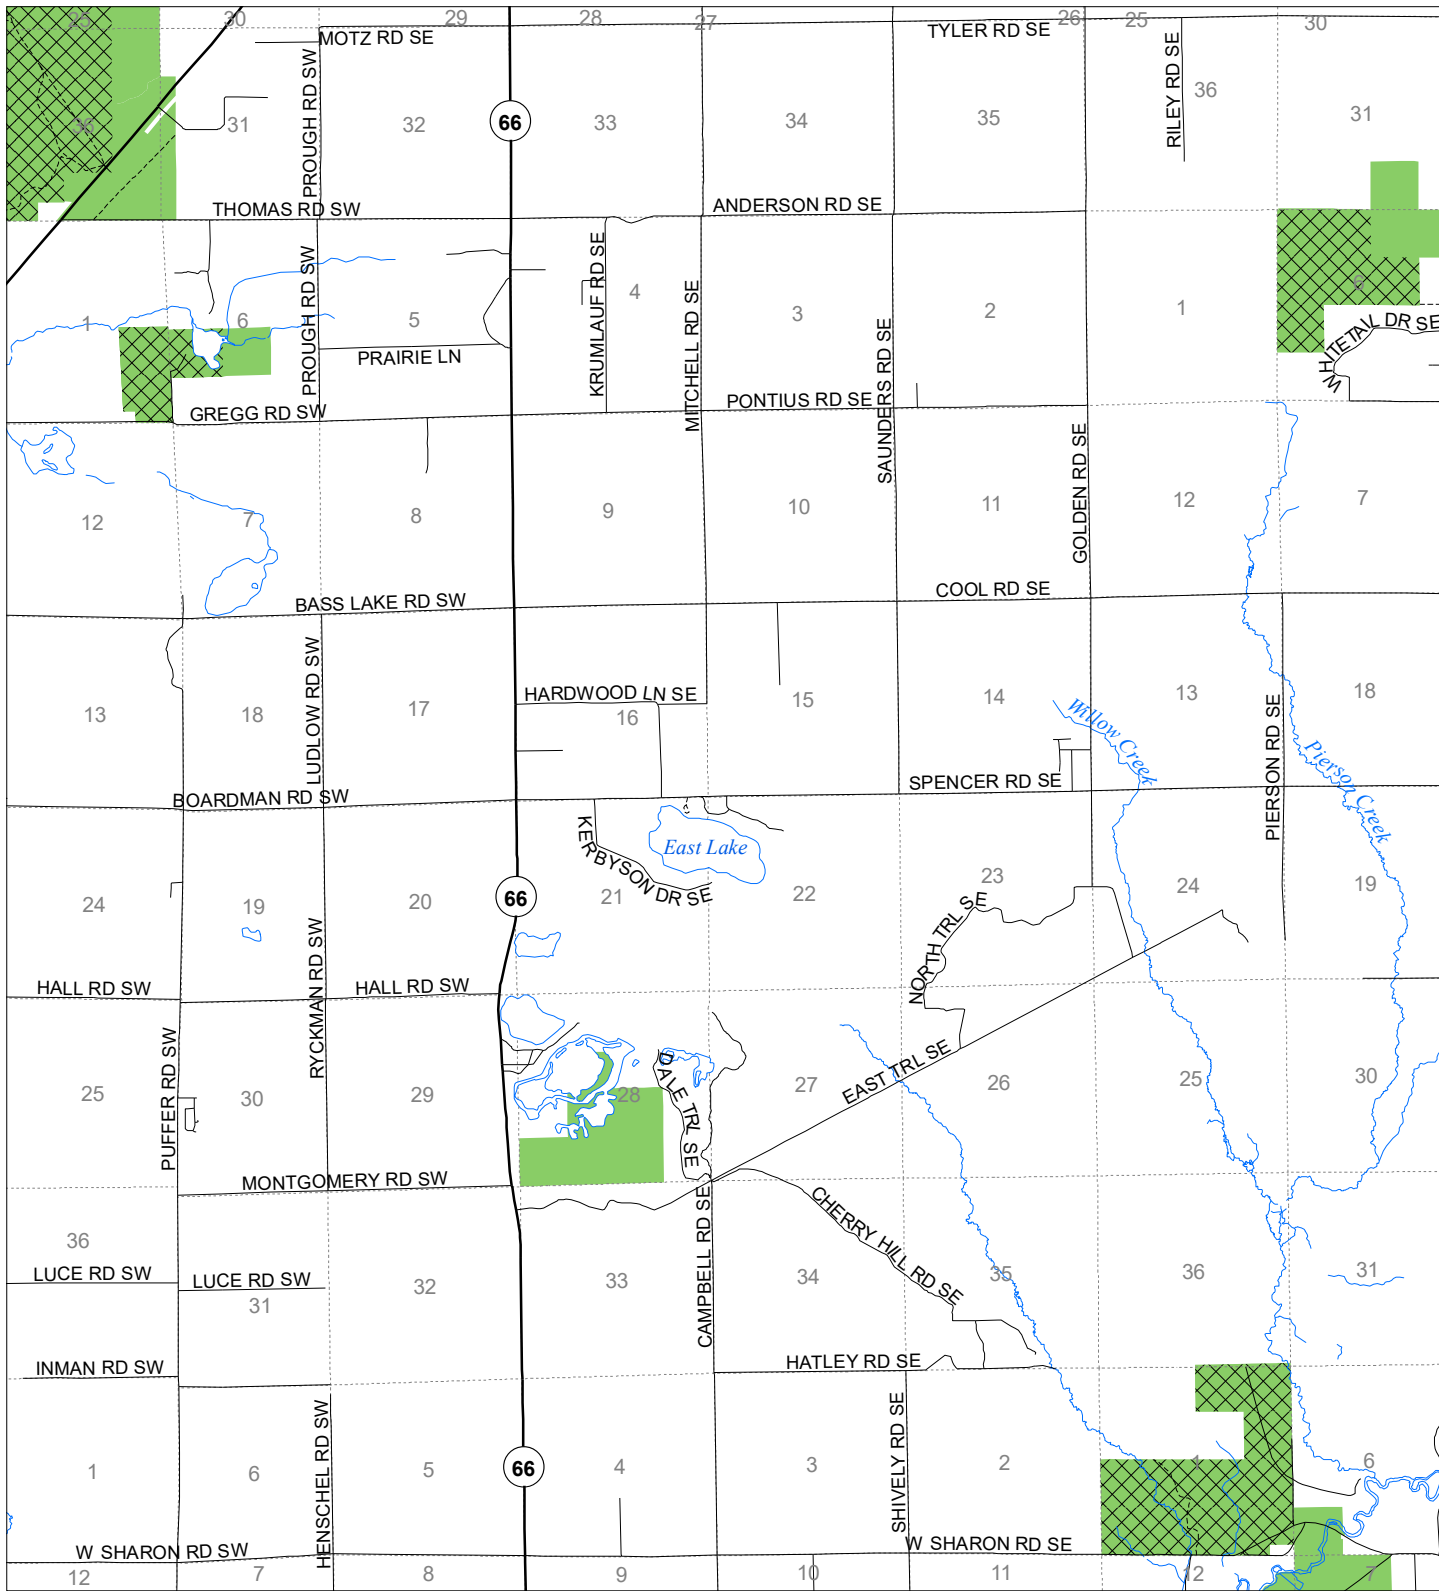 25
30
29
28
27
26
25
30
MOTZ RD SE
TYLER RD SE
RILEY RD SE
PROUGH RD SW
36
31
32
66
33
34
35
36
31
THOMAS RD SW
ANDERSON RD SE
PROUGH RD SW
KRUMLAUF RD SE
MITCHELL RD SE
SAUNDERS RD SE
1
6
5
4
3
2
1
6
WHITETAIL DR SE
PRAIRIE LN
GREGG RD SW
PONTIUS RD SE
GOLDEN RD SE
12
7
8
9
10
11
12
7
BASS LAKE RD SW
COOL RD SE
LUDLOW RD SW
HARDWOOD LN SE
13
18
17
16
15
14
13
18
Willow Creek
Pierson Creek
PIERSON RD SE
BOARDMAN RD SW
SPENCER RD SE
KERBYSON DR SE
East Lake
24
19
20
66
21
22
23
24
19
NORTH TRL SE
RYCKMAN RD SW
HALL RD SW
HALL RD SW
PUFFER RD SW
DALE TRL SE
EAST TRL SE
25
30
29
28
27
26
25
30
MONTGOMERY RD SW
CAMPBELL RD SE
CHERRY HILL RD SE
36
LUCE RD SW
LUCE RD SW
31
32
33
34
35
36
31
INMAN RD SW
HATLEY RD SE
HENSCHEL RD SW
SHIVELY RD SE
1
6
5
66
4
3
2
1
6
W SHARON RD SW
W SHARON RD SE
12
7
8
9
10
11
12
7